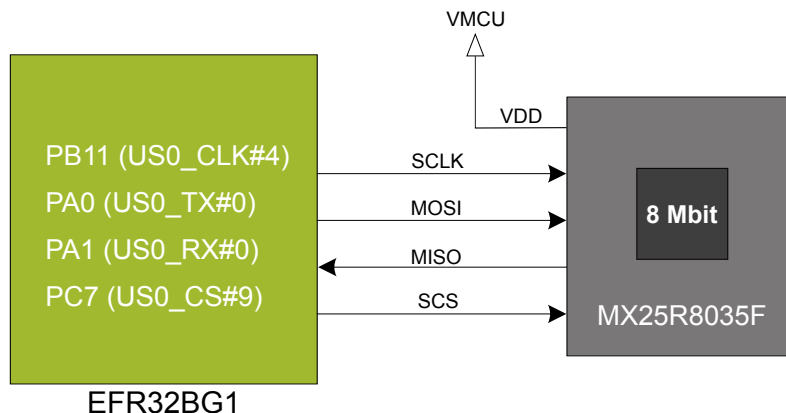 VMCU
VDD
PB11 (US0_CLK#4)
PA0 (US0_TX#0)
PA1 (US0_RX#0)
PC7 (US0_CS#9)
SCLK
MOSI
MISO
SCS
8 Mbit
MX25R8035F
EFR32BG1